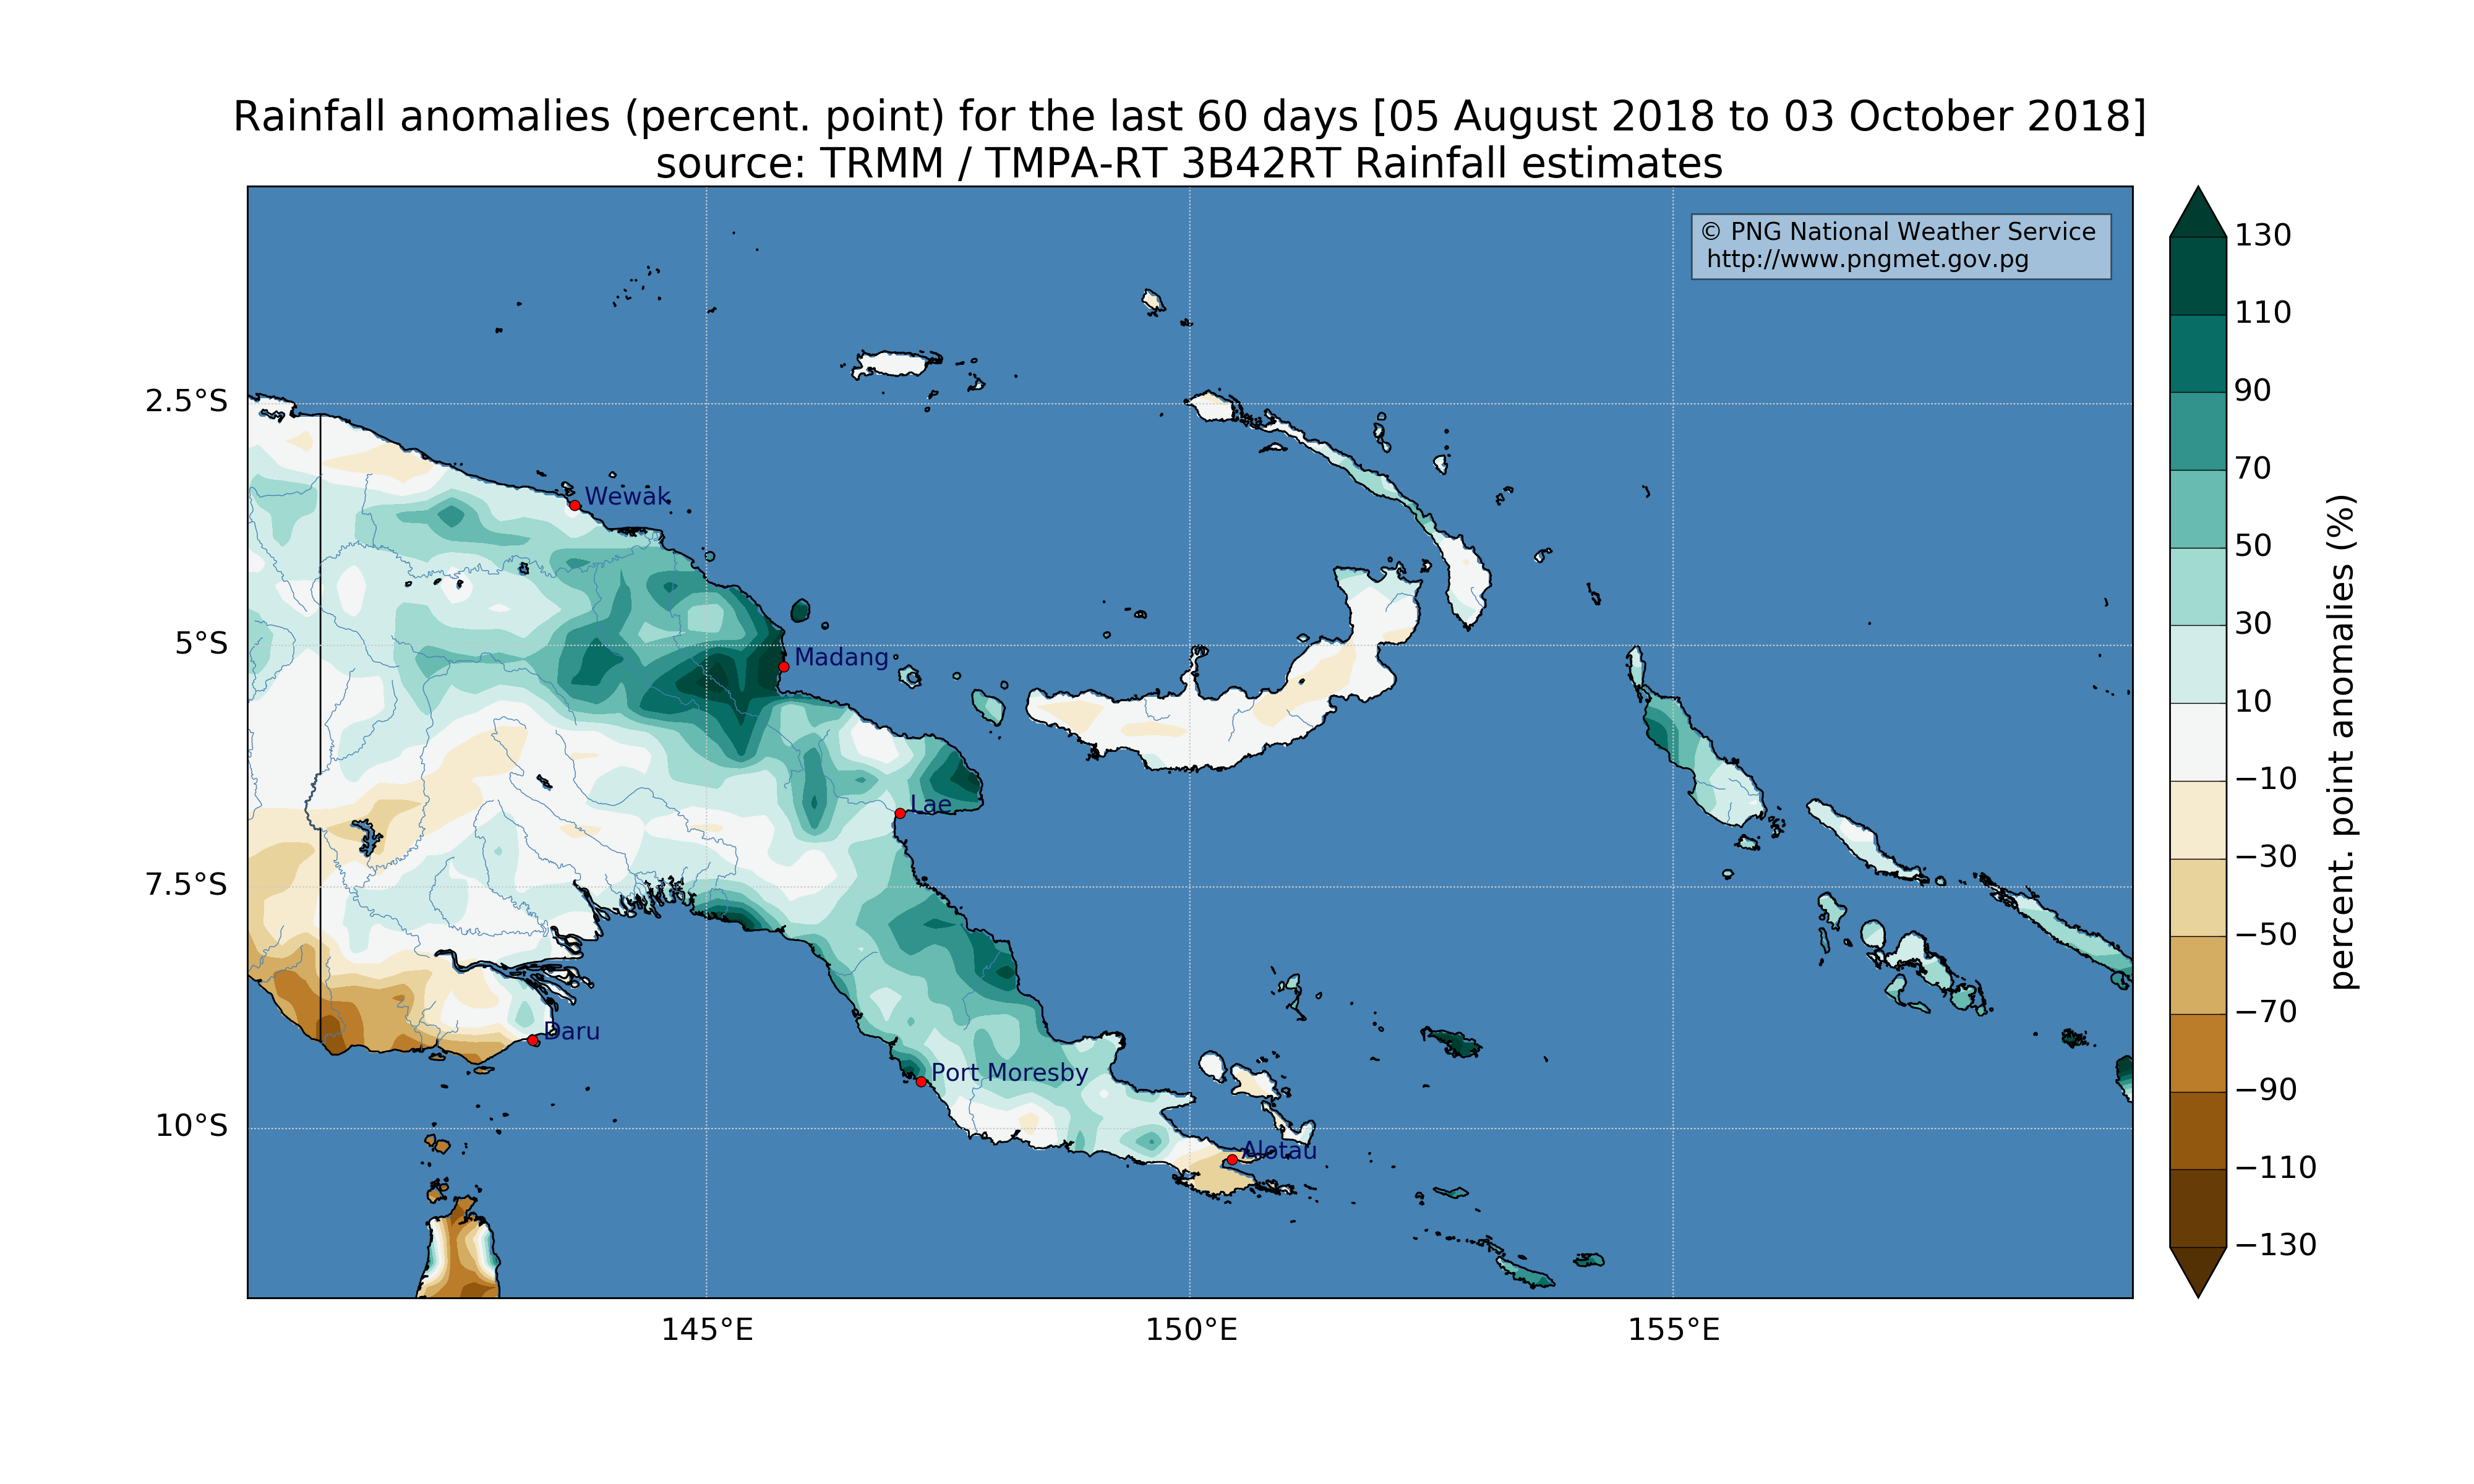 Rainfall anomalies (percent. point) for the last 60 days [05 August 2018 to 03 October 2018]
source: TRMM / TMPA-RT 3B42RT Rainfall estimates
© PNG National Weather Service
http://www.pngmet.gov.pg
2.5°S
5°S
7.5°S
10°S
Wewak
Madang
Lae
Daru
Port Moresby
Alotau
145°E
150°E
155°E
130
110
90
70
50
30
10
−10
−30
−50
−70
−90
−110
−130
percent. point anomalies (%)